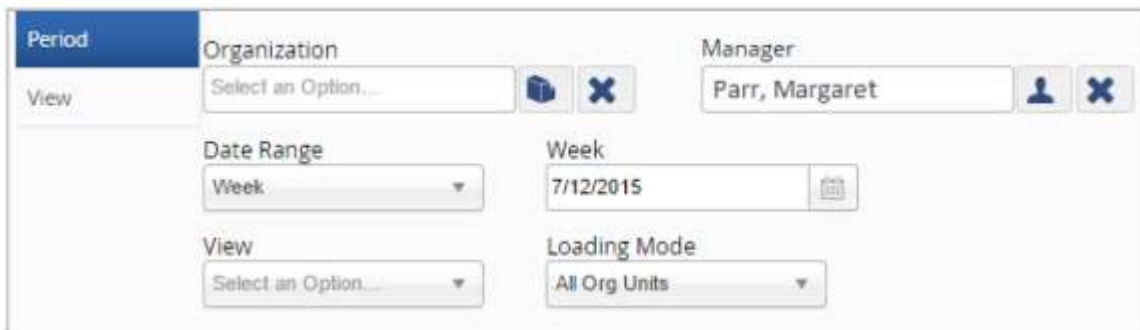 Period
View
Organization
Manager
Select an Option...
Parr, Margaret
Date Range
Week
Week
7/12/2015
View
Loading Mode
Select an Option...
All Org Units